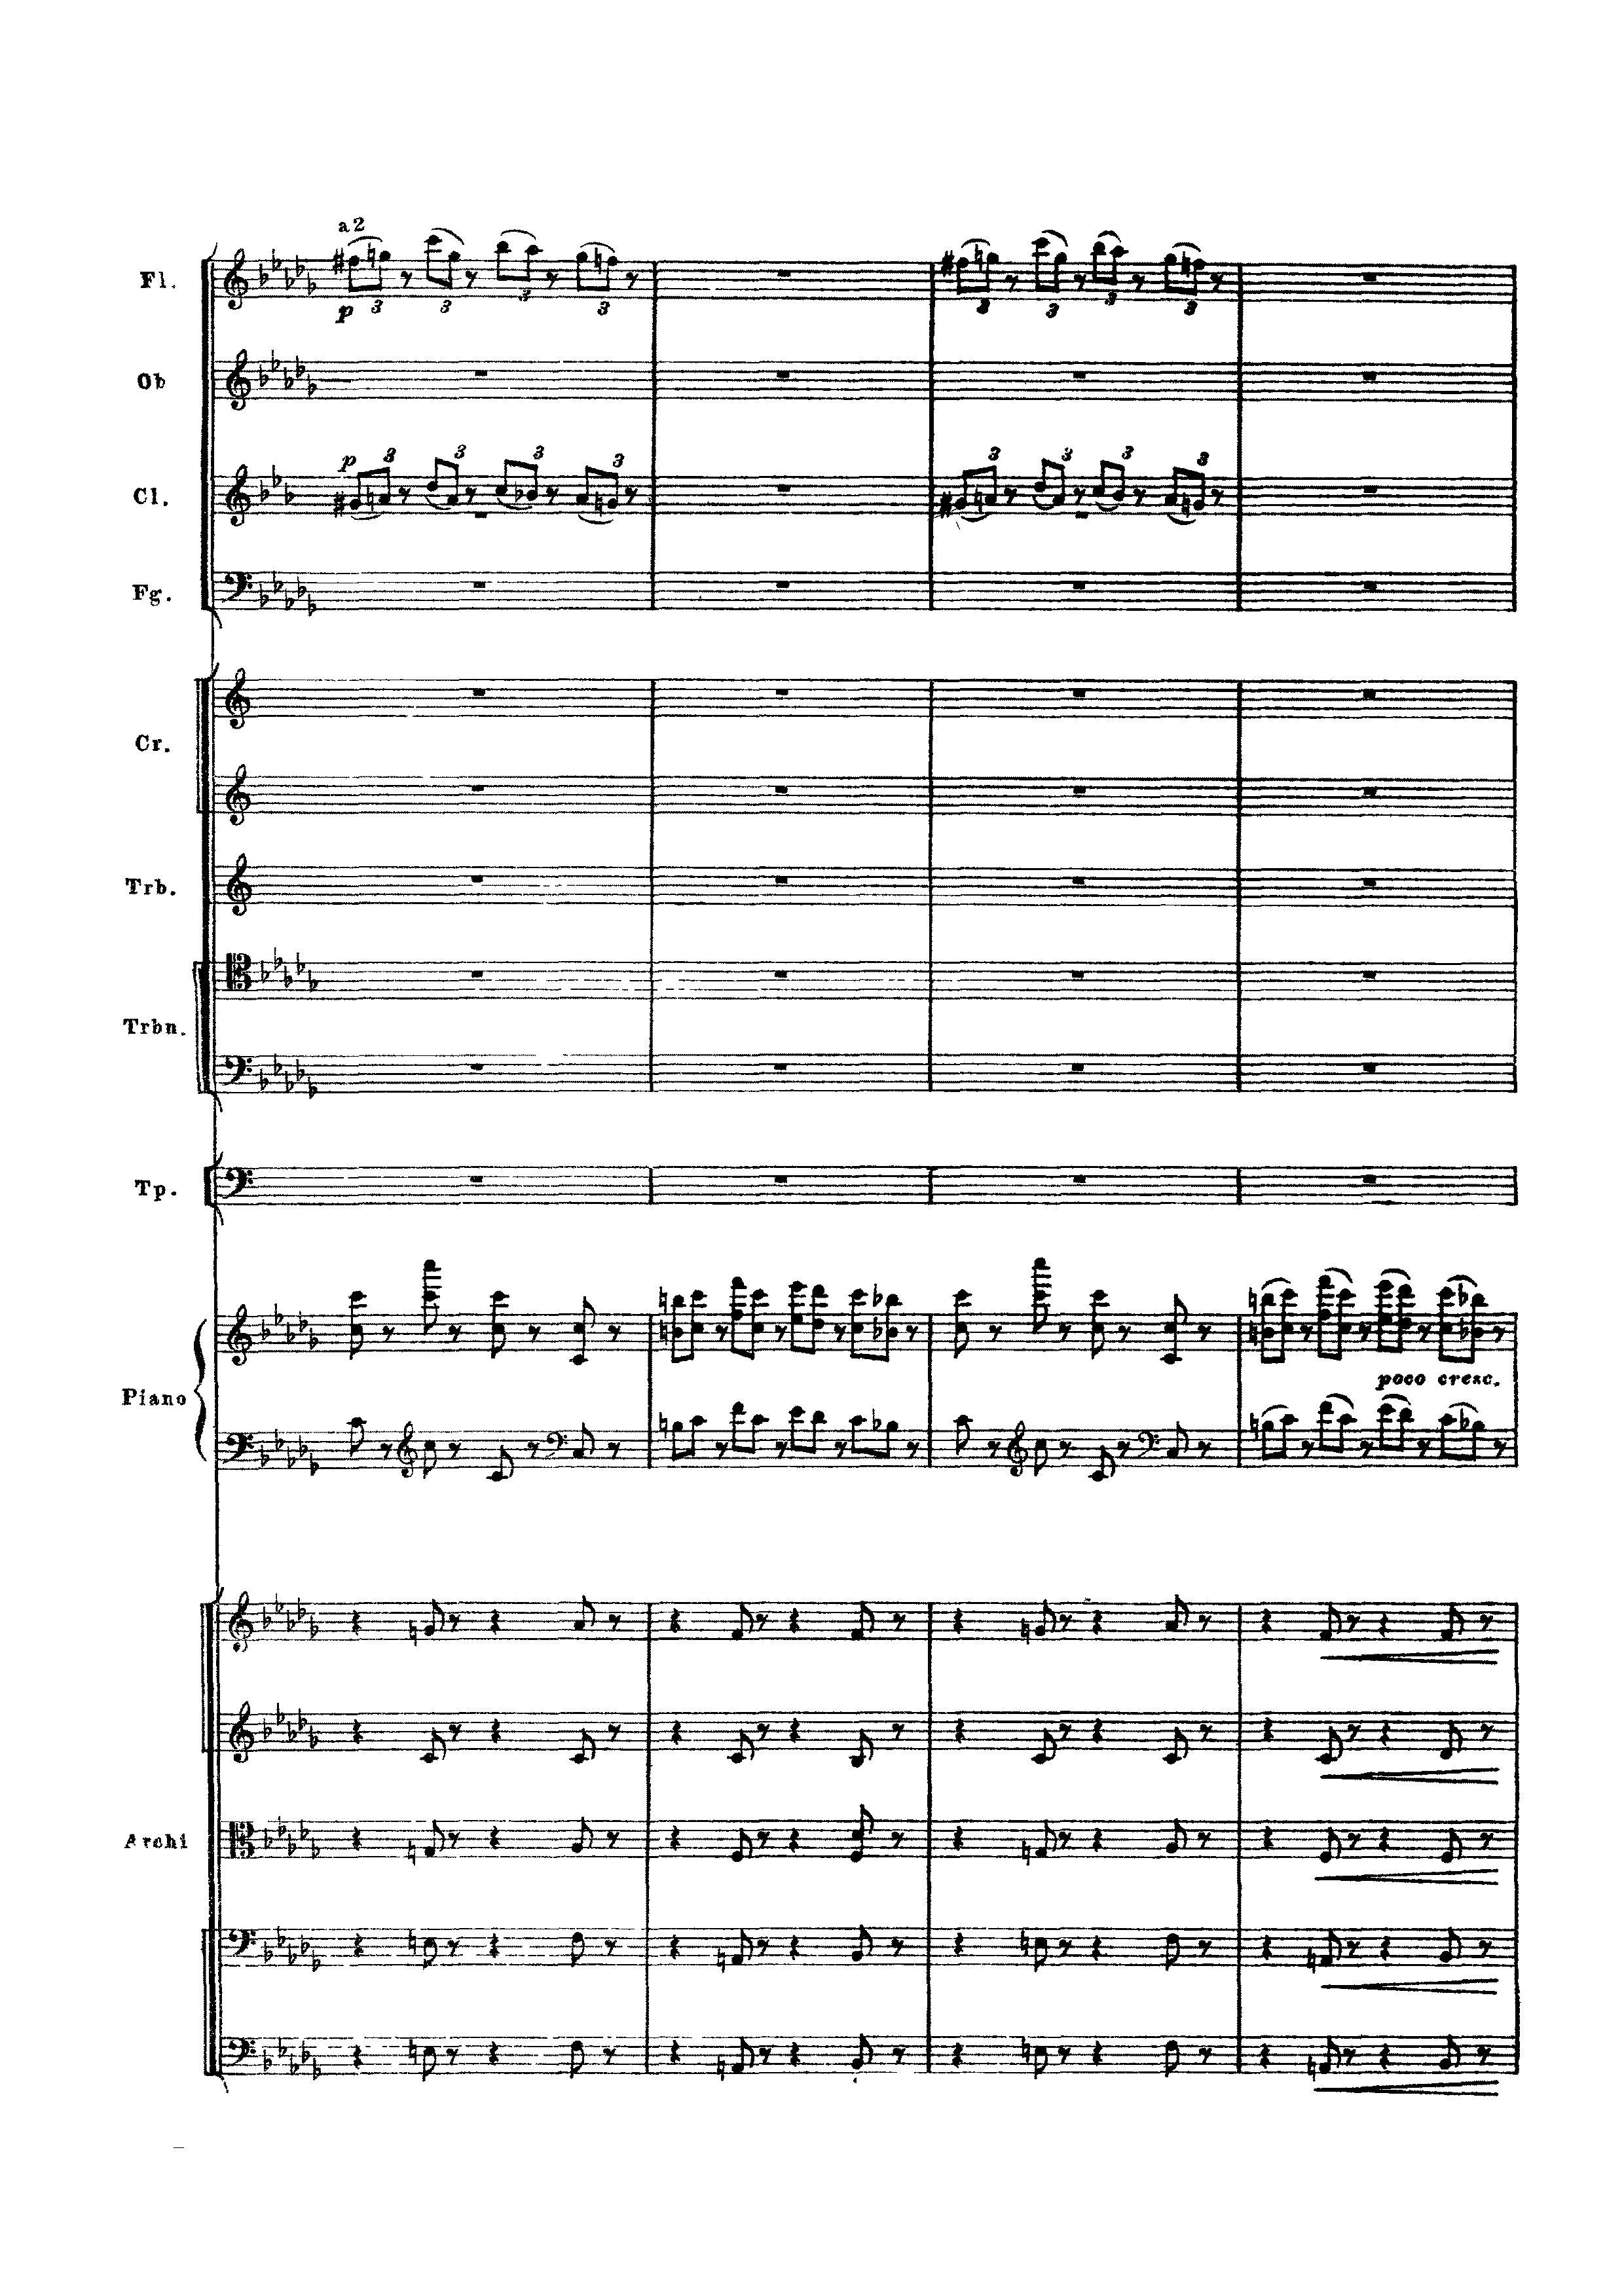 a2
Fl.
p 3 3 3 3 3 3 3 3
Ob
p 3 3 3 3 3 3 3 3
Cl.
Fg.
Cr.
Trb.
Trbn.
Tp.
poco cresc.
Piano
Archi